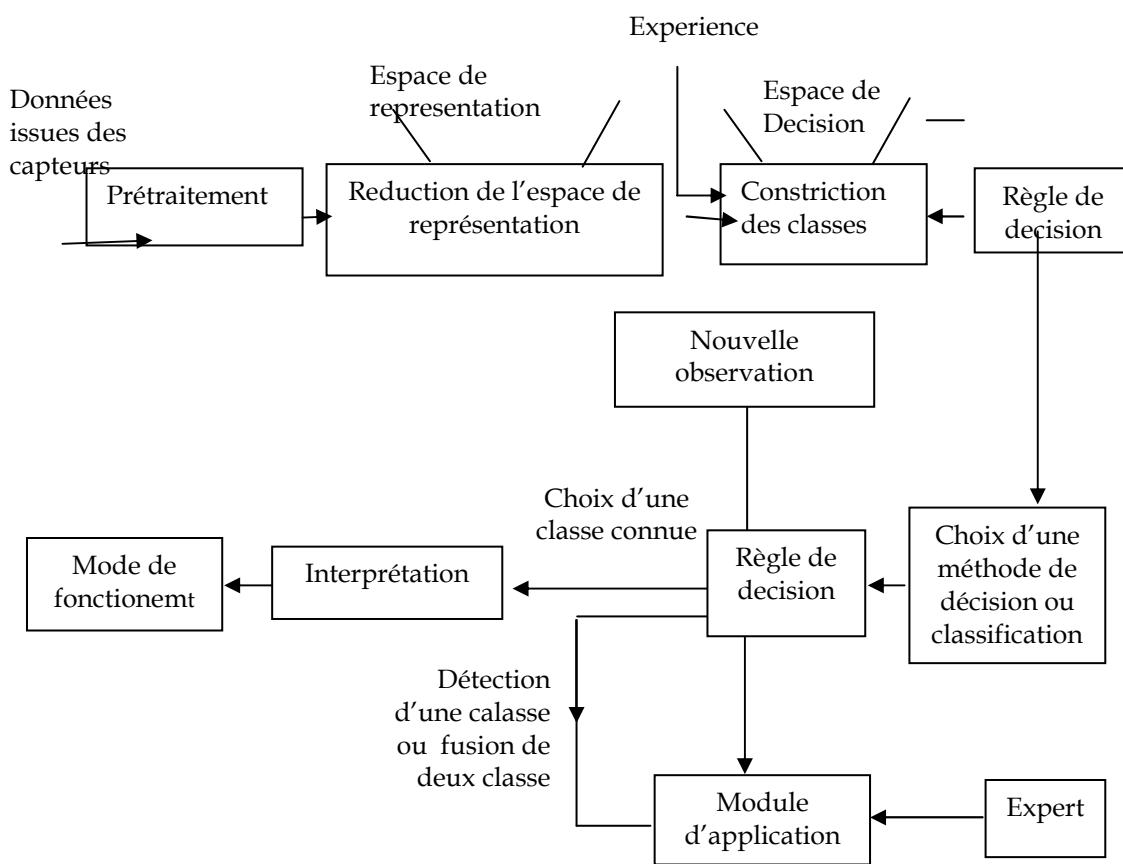 Experience
Espace de
representation
Espace de
Decision
Données
issues des
capteurs
Prétraitement
Reduction de l’espace de
représentation
Constriction
des classes
Règle de
decision
Nouvelle
observation
Choix d’une
classe connue
Mode de
fonctionemt
Interprétation
Règle de
decision
Choix d’une
méthode de
décision ou
classification
Détection
d’une calasse
ou fusion de
deux classe
Module
d’application
Expert